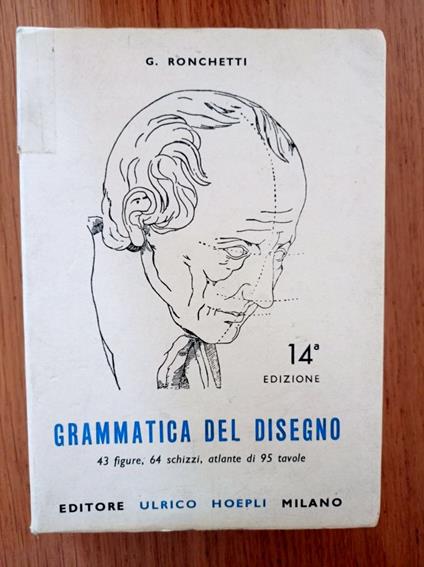 G. RONCHETTI
14ª
EDIZIONE
GRAMMATICA DEL DISEGNO
43 figure, 64 schizzi, atlante di 95 tavole
EDITORE ULRICO HOEPLI MILANO